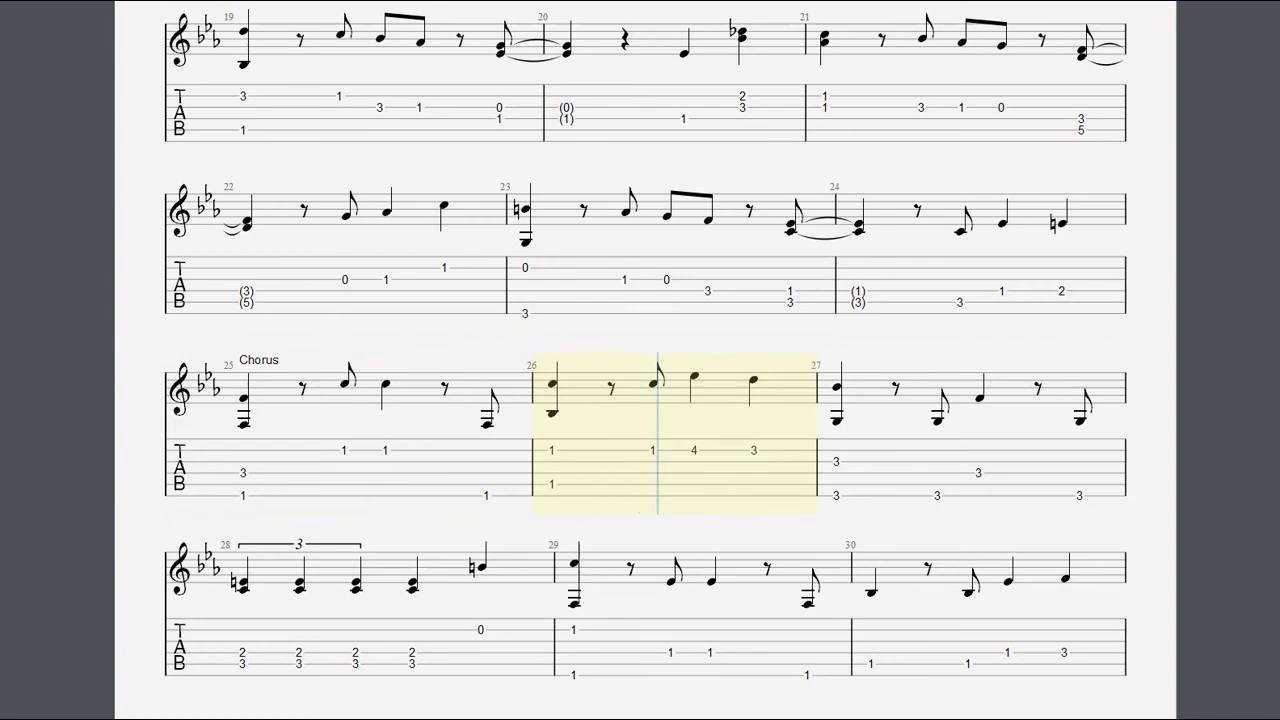 19 20 21
3 1 3 1 0 1 1 (0) (1) 1 2 3 1 1 3 1 0 3 5
22 23 24
(3) (5) 0 1 1 0 3 1 0 3 1 3 (1) (3) 3 1 2
25 Chorus 26 27
3 1 1 1 1 1 1 1 4 3 3 3 3 3 3
28 3 29 30
2 3 2 3 2 3 2 3 0 1 1 1 1 1 1 1 1 3
T
A
B
T
A
B
T
A
B
T
A
B